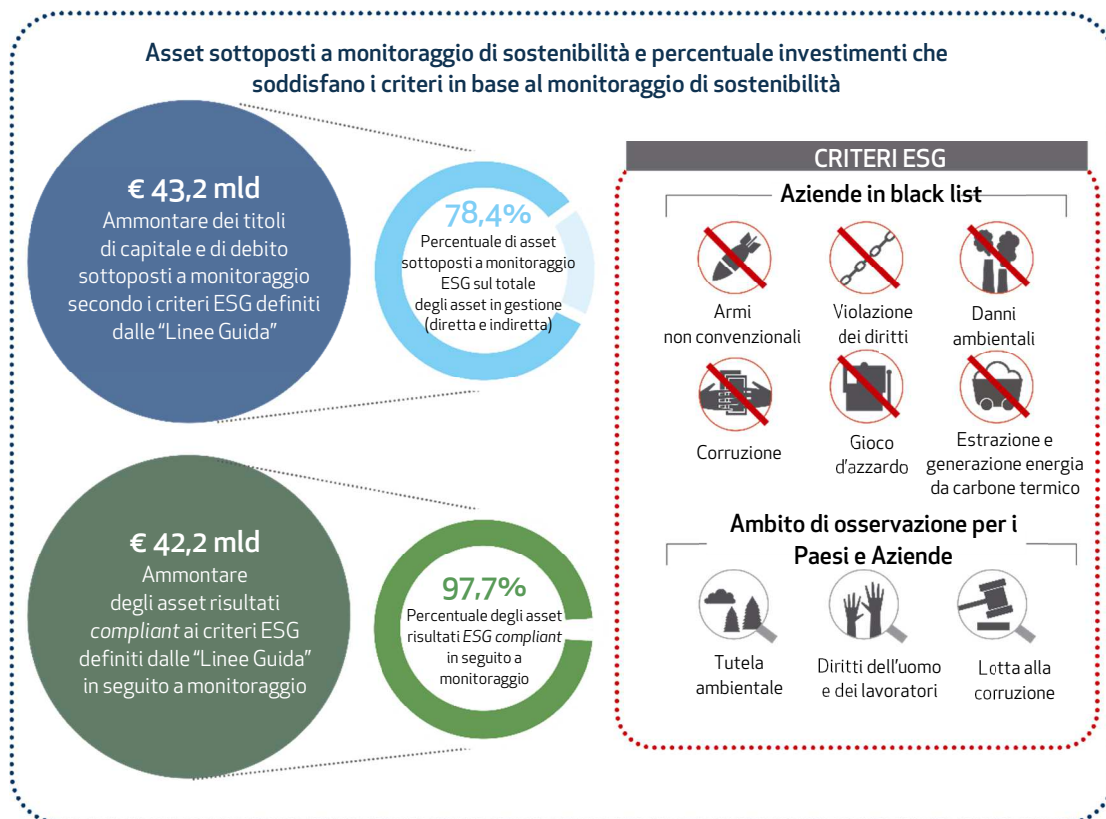 Asset sottoposti a monitoraggio di sostenibilità e percentuale investimenti che
soddisfano i criteri in base al monitoraggio di sostenibilità
€ 43,2 mld
Ammontare dei titoli
di capitale e di debito
sottoposti a monitoraggio
secondo i criteri ESG definiti
dalle “Linee Guida”
78,4%
Percentuale di asset
sottoposti a monitoraggio
ESG sul totale
degli asset in gestione
(diretta e indiretta)
€ 42,2 mld
Ammontare
degli asset risultati
compliant ai criteri ESG
definiti dalle “Linee Guida”
in seguito a monitoraggio
97,7%
Percentuale degli asset
risultati ESG compliant
in seguito a
monitoraggio
CRITERI ESG
Aziende in black list
Armi
non convenzionali
Violazione
dei diritti
Danni
ambientali
Corruzione
Gioco
d'azzardo
Estrazione e
generazione energia
da carbone termico
Ambito di osservazione per i
Paesi e Aziende
Tutela
ambientale
Diritti dell'uomo
e dei lavoratori
Lotta alla
corruzione